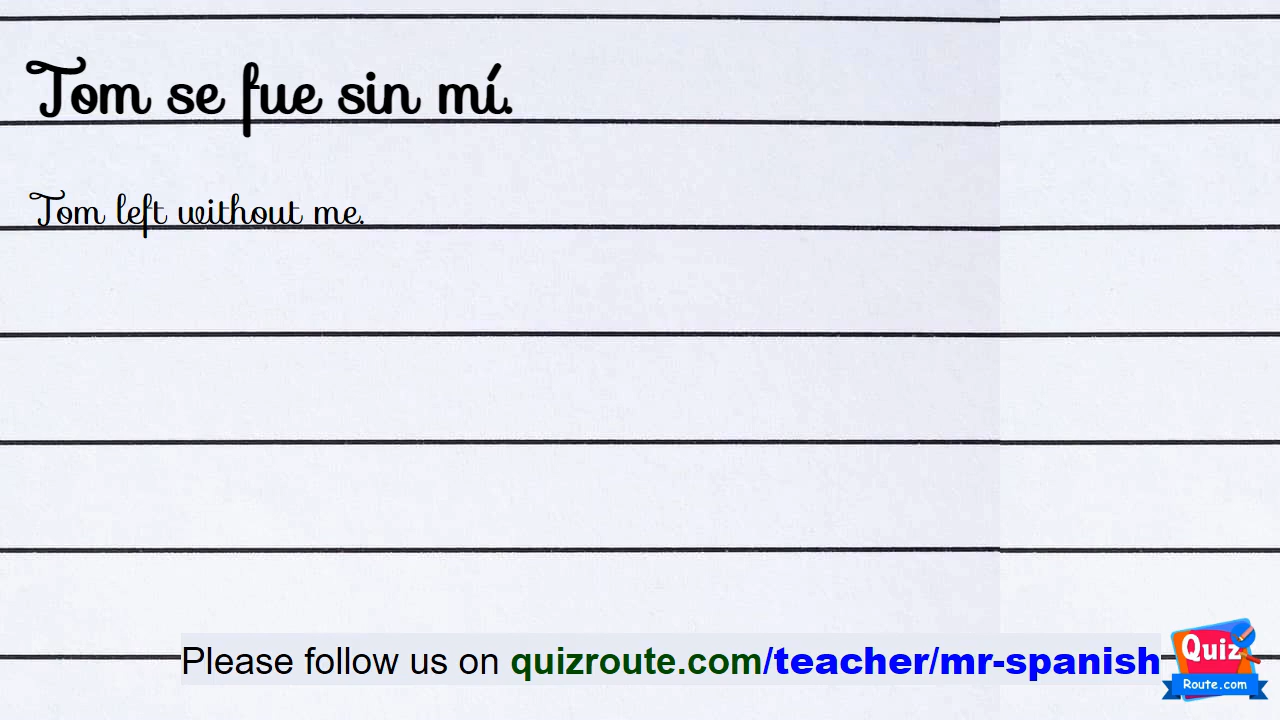 Tom se fue sin mí.
Tom left without me.
Please follow us on quizroute.com/teacher/mr-spanish
Quiz
Route.com